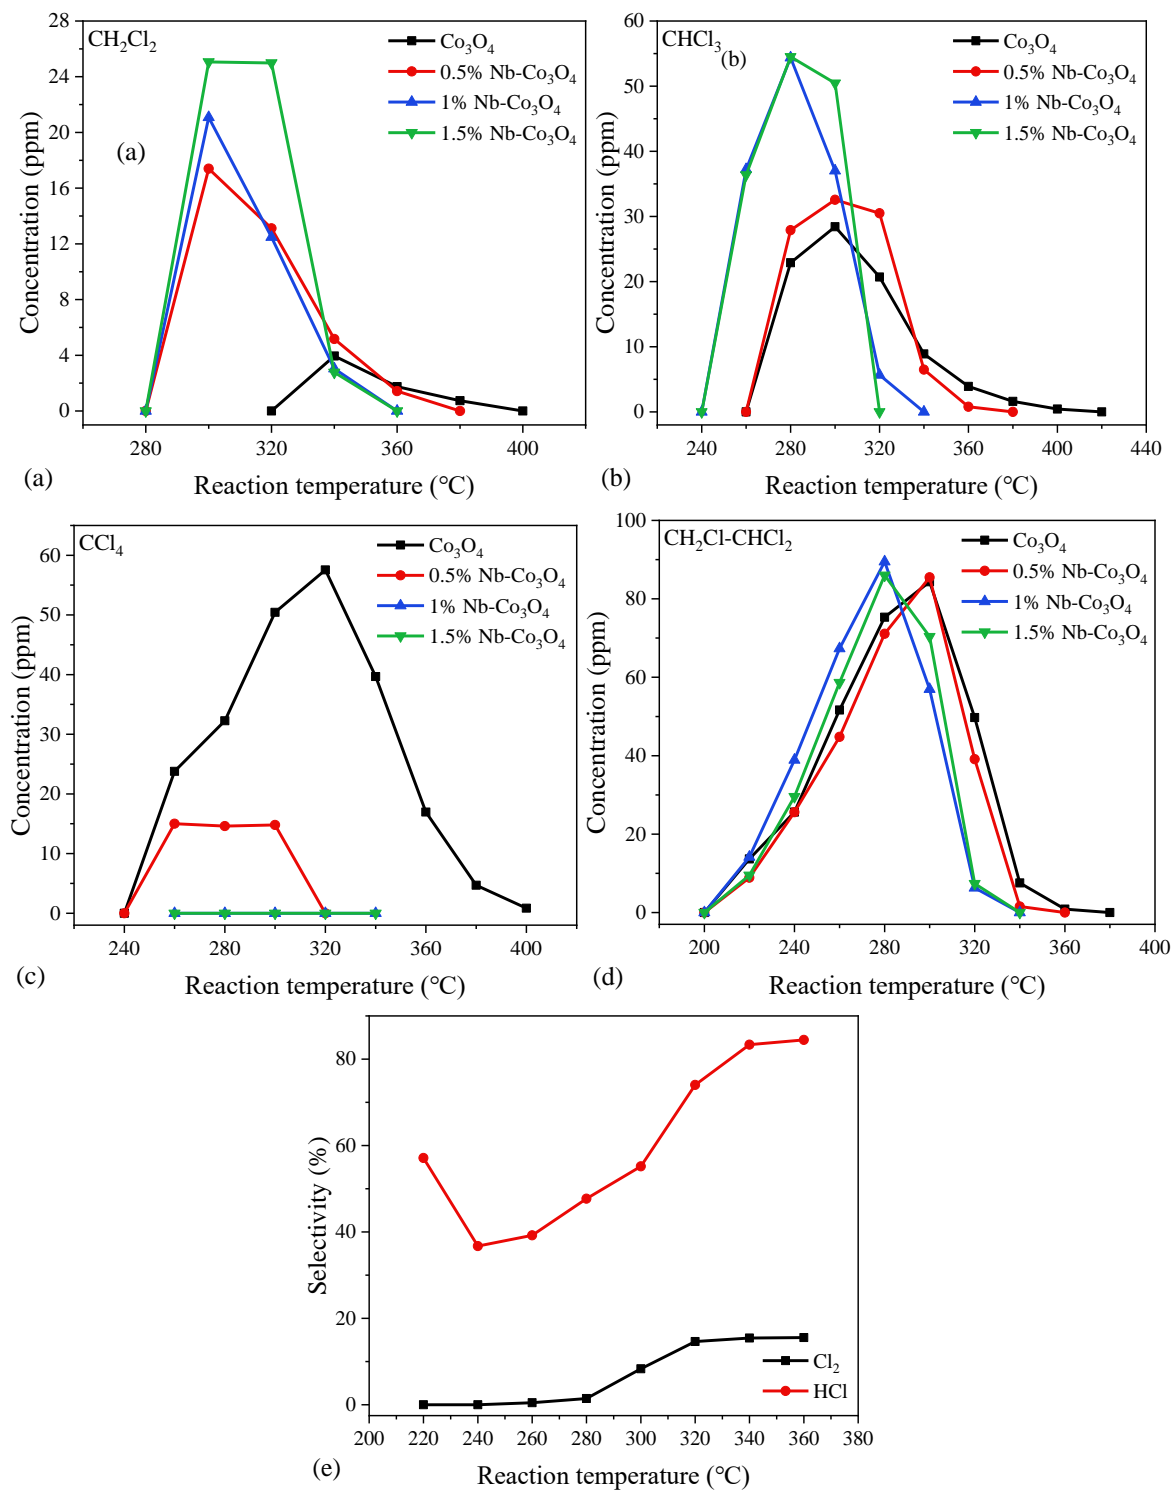 CH₂Cl₂
Co₃O₄
0.5% Nb-Co₃O₄
1% Nb-Co₃O₄
1.5% Nb-Co₃O₄
(a)
28
24
20
16
12
8
4
0
Concentration (ppm)
280
320
360
400
Reaction temperature (℃)
(a)
CHCl₃
(b)
Co₃O₄
0.5% Nb-Co₃O₄
1% Nb-Co₃O₄
1.5% Nb-Co₃O₄
60
50
40
30
20
10
0
Concentration (ppm)
240
280
320
360
400
440
Reaction temperature (℃)
(b)
CCl₄
Co₃O₄
0.5% Nb-Co₃O₄
1% Nb-Co₃O₄
1.5% Nb-Co₃O₄
60
50
40
30
20
10
0
Concentration (ppm)
240
280
320
360
400
Reaction temperature (℃)
(c)
CH₂Cl-CHCl₂
Co₃O₄
0.5% Nb-Co₃O₄
1% Nb-Co₃O₄
1.5% Nb-Co₃O₄
100
80
60
40
20
0
Concentration (ppm)
200
240
280
320
360
400
Reaction temperature (℃)
(d)
80
60
40
20
0
Selectivity (%)
Cl₂
HCl
200
220
240
260
280
300
320
340
360
380
Reaction temperature (℃)
(e)